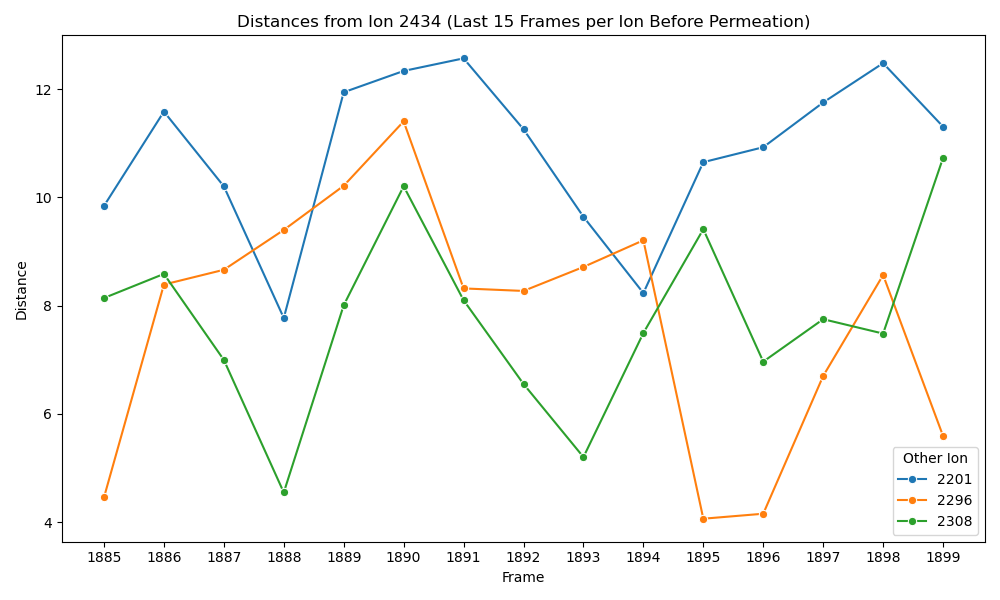 Distances from Ion 2434 (Last 15 Frames per Ion Before Permeation)
Distance
12
10
8
6
4
1885 1886 1887 1888 1889 1890 1891 1892 1893 1894 1895 1896 1897 1898 1899
Frame
Other Ion
2201
2296
2308